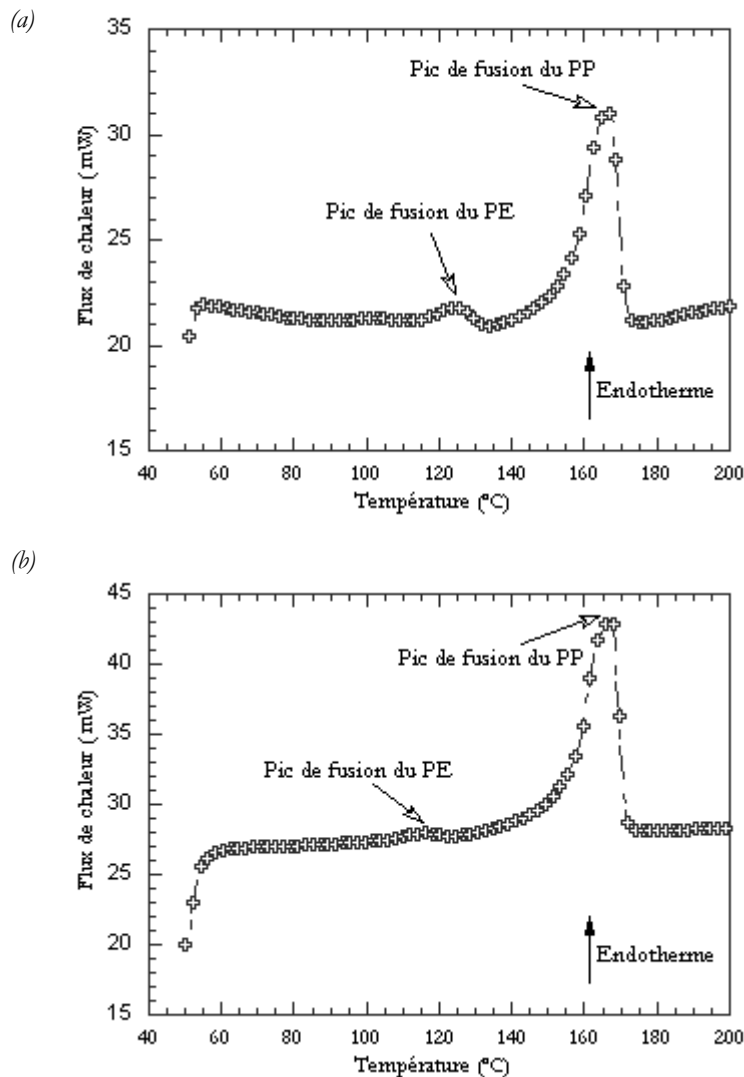 (a)
35
30
25
20
15
Flux de chaleur ( mW)
Pic de fusion du PP
Pic de fusion du PE
Endotherme
40 60 80 100 120 140 160 180 200
Température (°C)
(b)
45
40
35
30
25
20
15
Flux de chaleur ( mW)
Pic de fusion du PP
Pic de fusion du PE
Endotherme
40 60 80 100 120 140 160 180 200
Température (°C)